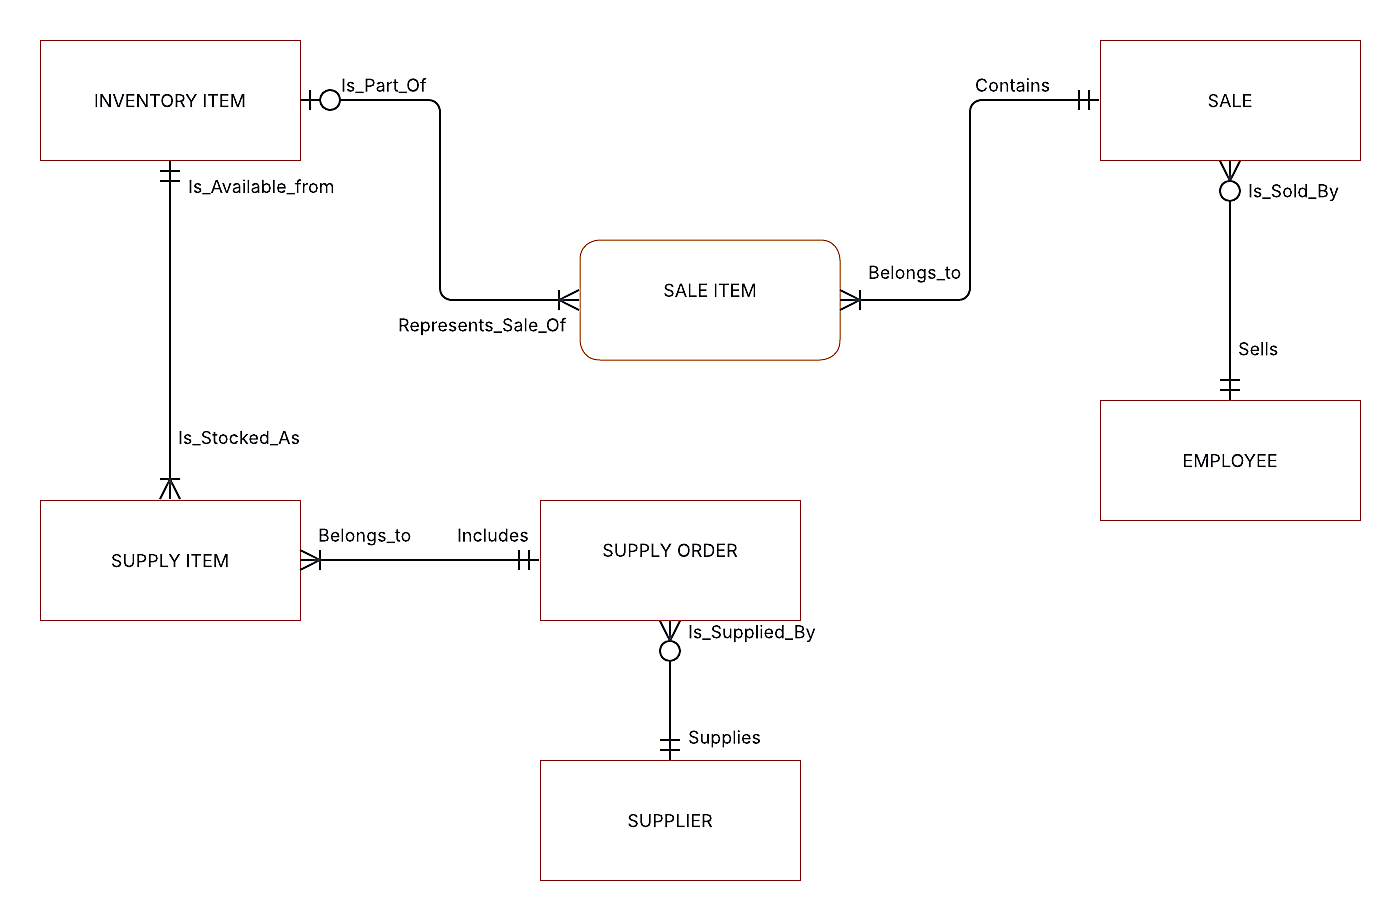 INVENTORY ITEM
Is_Part_Of
Contains
SALE
Is_Available_from
Is_Sold_By
Belongs_to
SALE ITEM
Represents_Sale_Of
Sells
Is_Stocked_As
EMPLOYEE
SUPPLY ITEM
Belongs_to
Includes
SUPPLY ORDER
Is_Supplied_By
Supplies
SUPPLIER